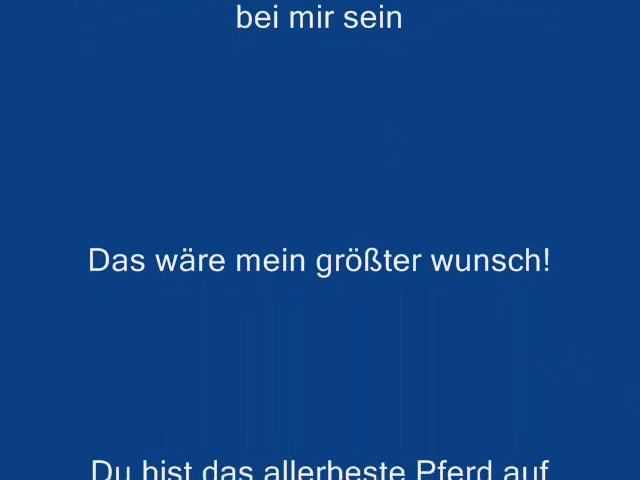 bei mir sein
Das wäre mein größter wunsch!
Du bist das allerbeste Pferd auf